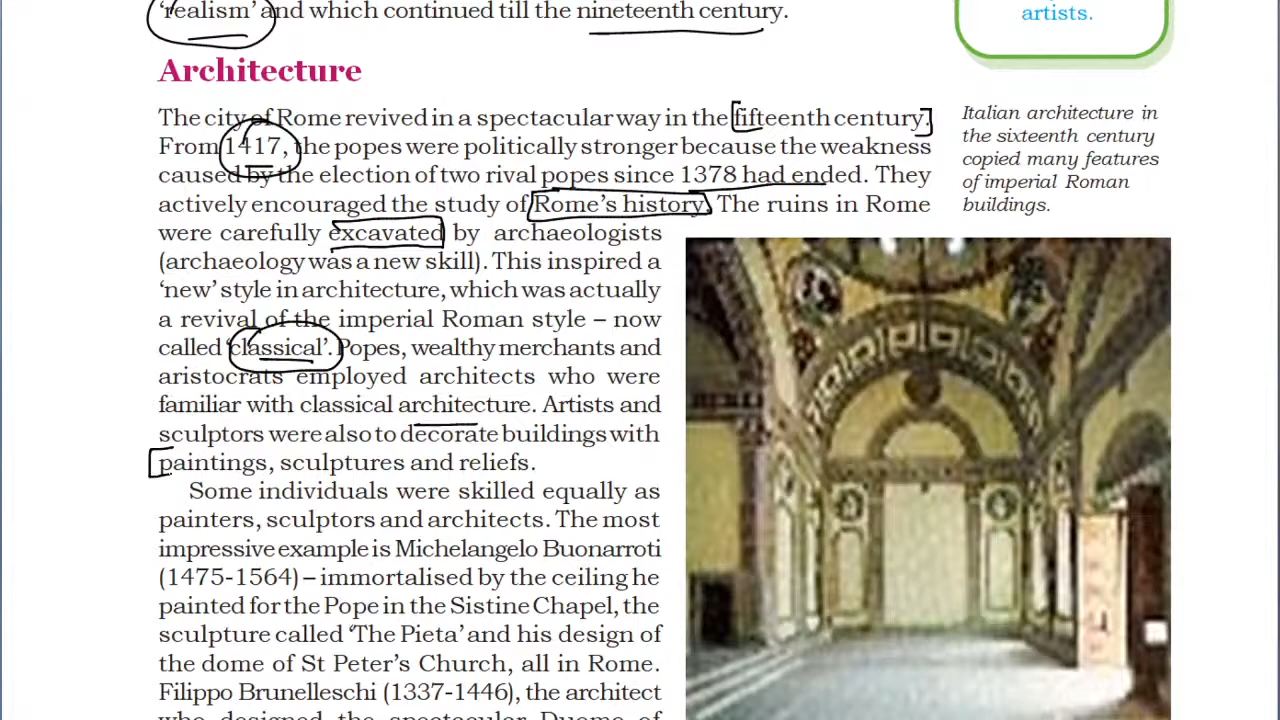 'realism' and which continued till the nineteenth century.
artists.
Architecture
The city of Rome revived in a spectacular way in the fifteenth century.
From 1417, the popes were politically stronger because the weakness
caused by the election of two rival popes since 1378 had ended. They
actively encouraged the study of Rome's history. The ruins in Rome
were carefully excavated by archaeologists
(archaeology was a new skill). This inspired a
'new' style in architecture, which was actually
a revival of the imperial Roman style – now
called 'classical'. Popes, wealthy merchants and
aristocrats employed architects who were
familiar with classical architecture. Artists and
sculptors were also to decorate buildings with
paintings, sculptures and reliefs.
Some individuals were skilled equally as
painters, sculptors and architects. The most
impressive example is Michelangelo Buonarroti
(1475-1564) – immortalised by the ceiling he
painted for the Pope in the Sistine Chapel, the
sculpture called 'The Pieta' and his design of
the dome of St Peter's Church, all in Rome.
Filippo Brunelleschi (1337-1446), the architect
who designed the spectacular Duomo of
Italian architecture in
the sixteenth century
copied many features
of imperial Roman
buildings.